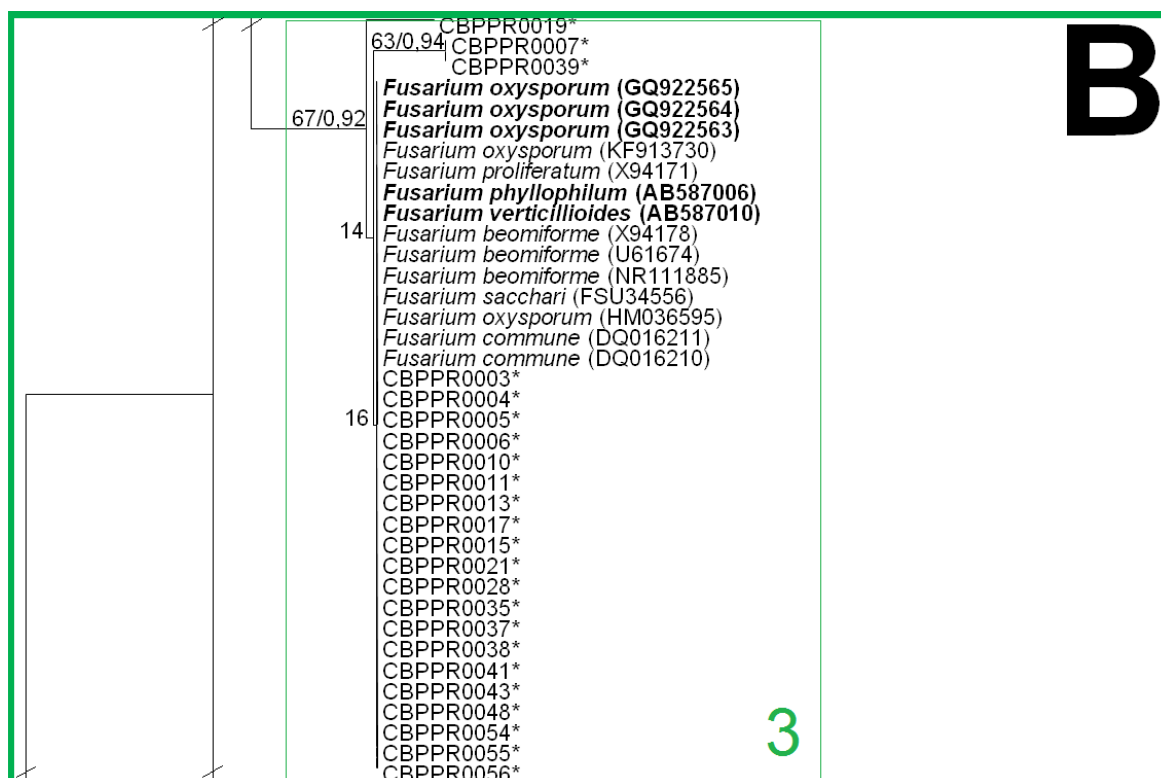 B
CBPPR0019*
63/0,94
CBPPR0007*
CBPPR0039*
Fusarium oxysporum (GQ922565)
Fusarium oxysporum (GQ922564)
67/0,92
Fusarium oxysporum (GQ922563)
Fusarium oxysporum (KF913730)
Fusarium proliferatum (X94171)
Fusarium phyllophilum (AB587006)
Fusarium verticillioides (AB587010)
14
Fusarium beomiforme (X94178)
Fusarium beomiforme (U61674)
Fusarium beomiforme (NR111885)
Fusarium sacchari (FSU34556)
Fusarium oxysporum (HM036595)
Fusarium commune (DQ016211)
Fusarium commune (DQ016210)
CBPPR0003*
CBPPR0004*
16
CBPPR0005*
CBPPR0006*
CBPPR0010*
CBPPR0011*
CBPPR0013*
CBPPR0017*
CBPPR0015*
CBPPR0021*
CBPPR0028*
CBPPR0035*
CBPPR0037*
CBPPR0038*
CBPPR0041*
CBPPR0043*
CBPPR0048*
CBPPR0054*
CBPPR0055*
CBPPR0056*
3